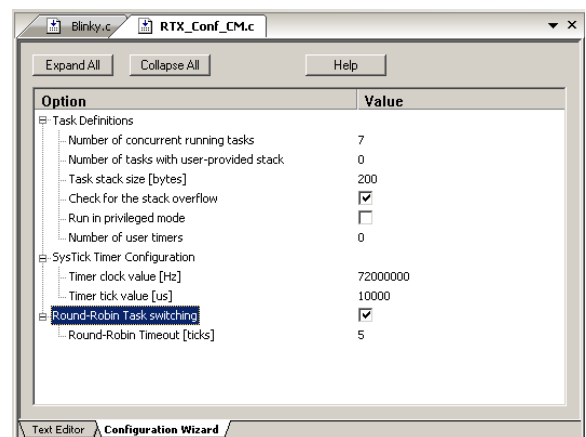 Blinky.c RTX_Conf_CM.c
Expand All Collapse All Help
Option Value
Task Definitions
Number of concurrent running tasks 7
Number of tasks with user-provided stack 0
Task stack size [bytes] 200
Check for the stack overflow
Run in privileged mode
Number of user timers 0
SysTick Timer Configuration
Timer clock value [Hz] 72000000
Timer tick value [us] 10000
Round-Robin Task switching
Round-Robin Timeout [ticks] 5
Text Editor Configuration Wizard